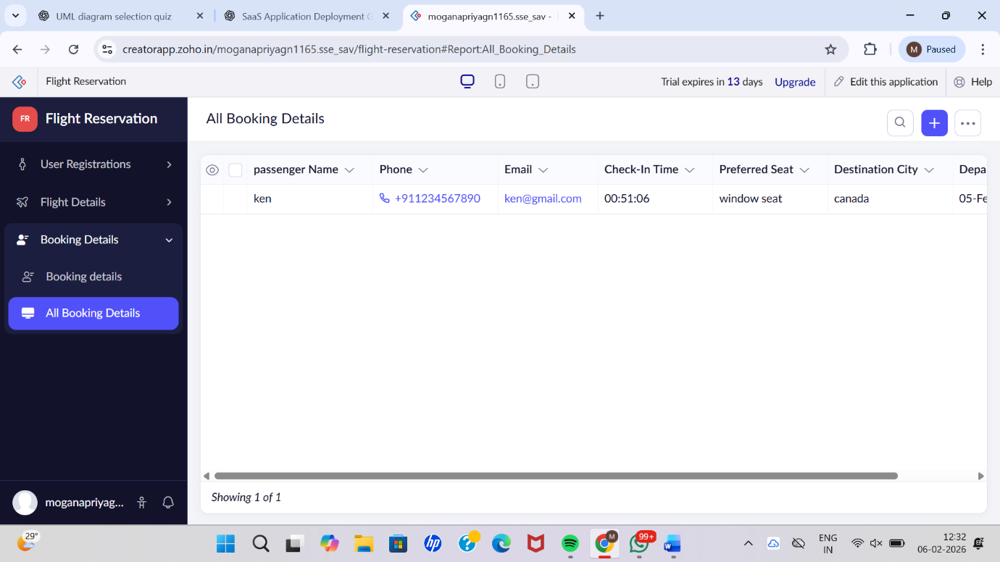 UML diagram selection quiz
SaaS Application Deployment G
moganapriyagn1165.sse_sav -
creatorapp.zoho.in/moganapriyagn1165.sse_sav/flight-reservation#Report:All_Booking_Details
M Paused
Flight Reservation
Trial expires in 13 days Upgrade Edit this application Help
FR Flight Reservation
All Booking Details
User Registrations
Flight Details
Booking Details
Booking details
All Booking Details
passenger Name Phone Email Check-In Time Preferred Seat Destination City Depa
ken +911234567890 ken@gmail.com 00:51:06 window seat canada 05-Fe
Showing 1 of 1
moganapriyag...
29°
hp
M
99+
W
ENG
IN
12:32
06-02-2026